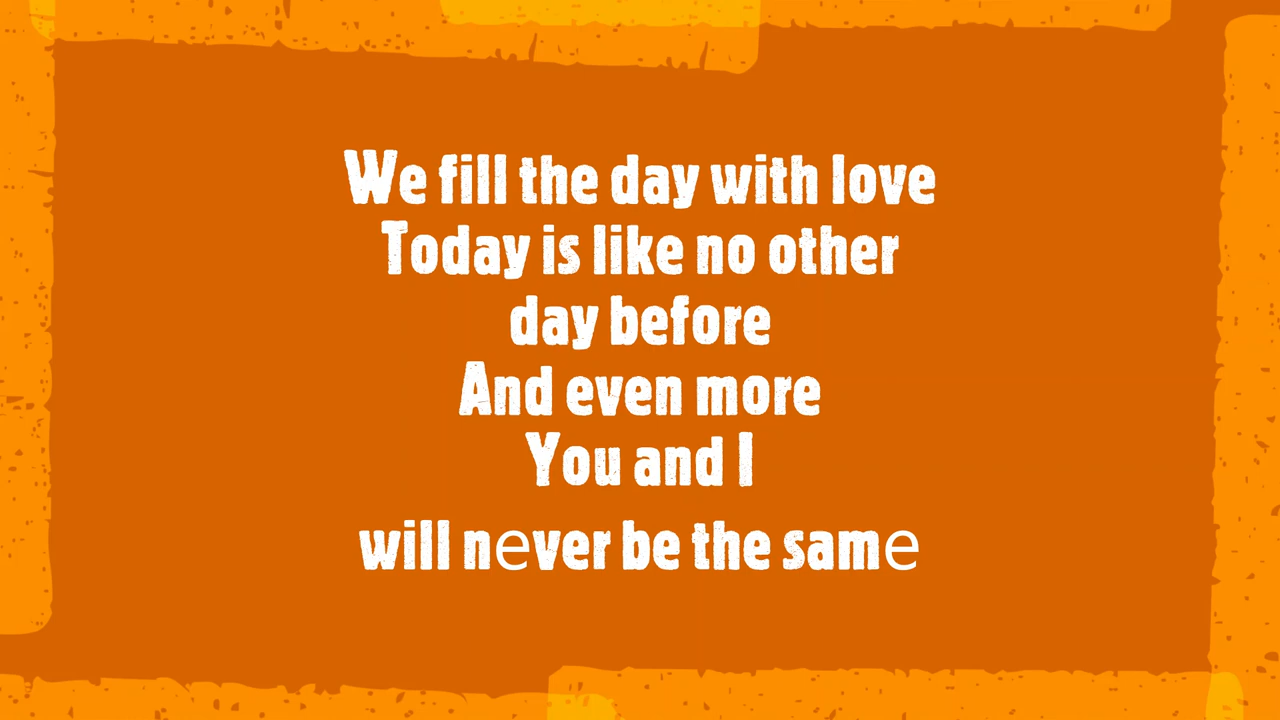 We fill the day with love
Today is like no other
day before
And even more
You and I
will never be the same